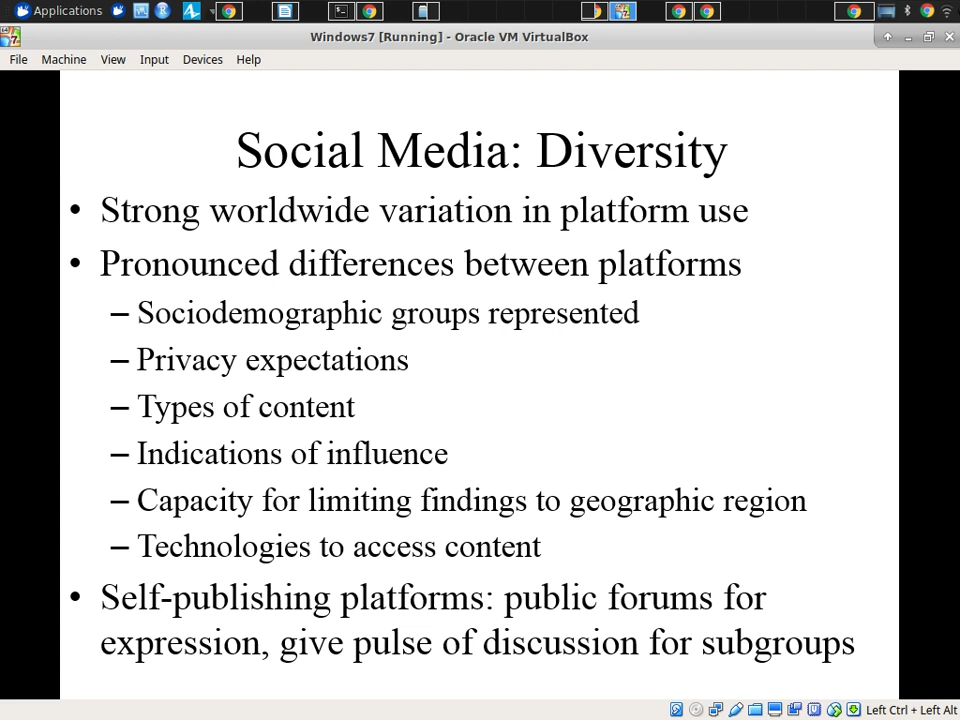 Applications
Windows7 [Running] - Oracle VM VirtualBox
File Machine View Input Devices Help
Social Media: Diversity
• Strong worldwide variation in platform use
• Pronounced differences between platforms
– Sociodemographic groups represented
– Privacy expectations
– Types of content
– Indications of influence
– Capacity for limiting findings to geographic region
– Technologies to access content
• Self-publishing platforms: public forums for
expression, give pulse of discussion for subgroups
Left Ctrl + Left Alt